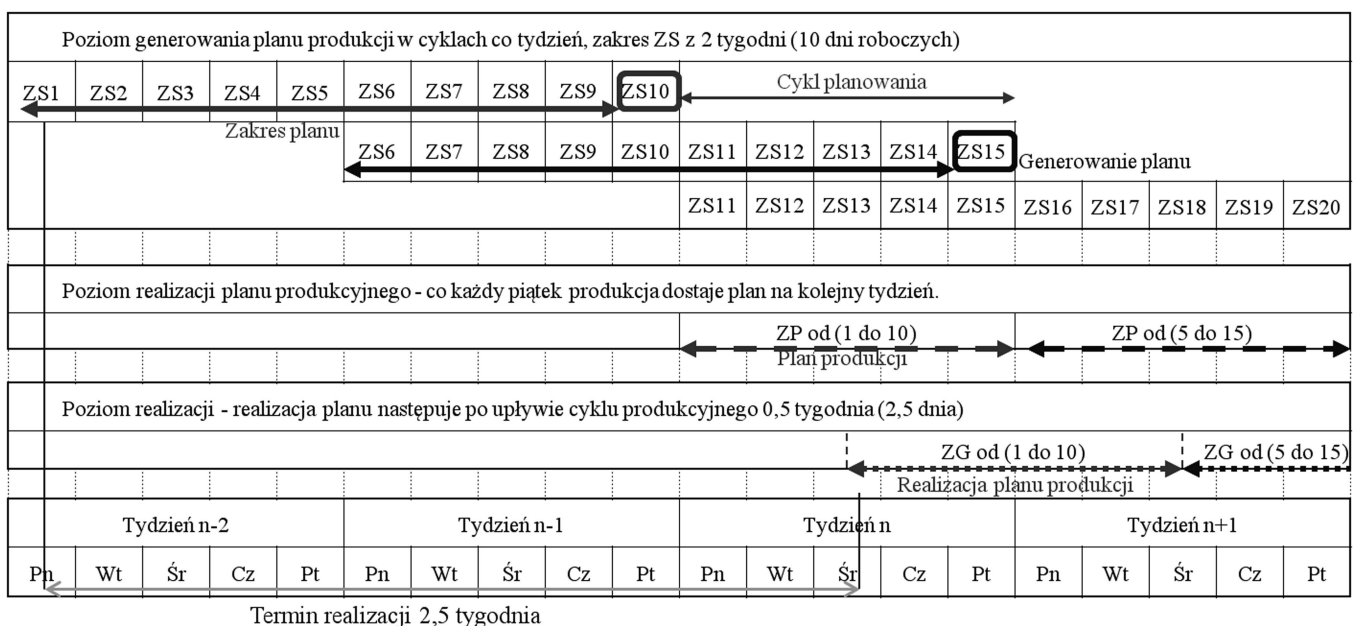 Poziom generowania planu produkcji w cyklach co tydzień, zakres ZS z 2 tygodni (10 dni roboczych)
ZS1 ZS2 ZS3 ZS4 ZS5 ZS6 ZS7 ZS8 ZS9 ZS10 Cykl planowania
Zakres planu
ZS6 ZS7 ZS8 ZS9 ZS10 ZS11 ZS12 ZS13 ZS14 ZS15 Generowanie planu
ZS11 ZS12 ZS13 ZS14 ZS15 ZS16 ZS17 ZS18 ZS19 ZS20
Poziom realizacji planu produkcyjnego - co każdy piątek produkcja dostaje plan na kolejny tydzień.
ZP od (1 do 10) ZP od (5 do 15)
Plan produkcji
Poziom realizacji - realizacja planu następuje po upływie cyklu produkcyjnego 0,5 tygodnia (2,5 dnia)
ZG od (1 do 10) ZG od (5 do 15)
Realizacja planu produkcji
Tydzień n-2 Tydzień n-1 Tydzień n Tydzień n+1
Pn Wt Śr Cz Pt Pn Wt Śr Cz Pt Pn Wt Śr Cz Pt Pn Wt Śr Cz Pt
Termin realizacji 2,5 tygodnia